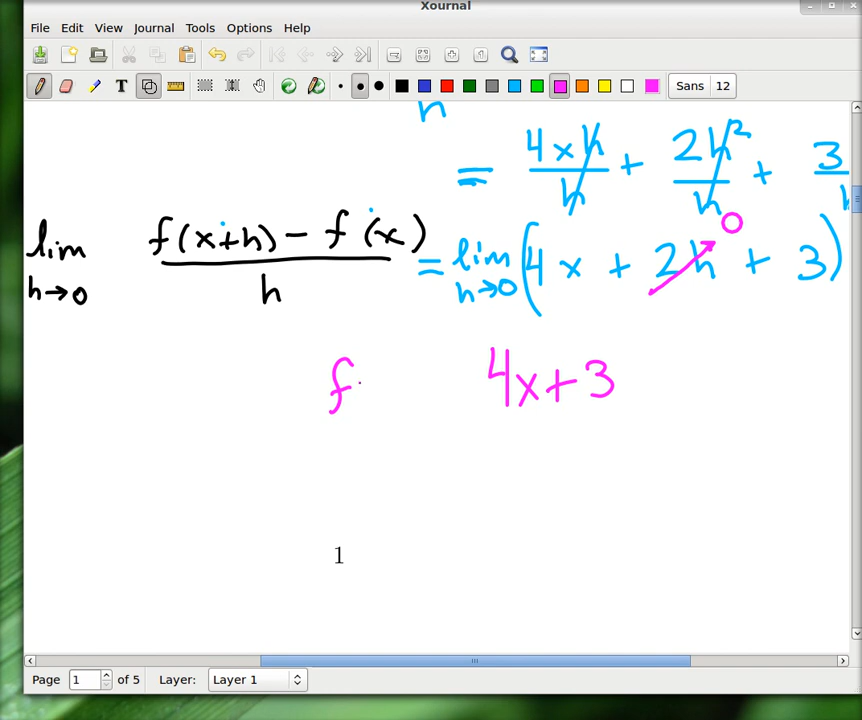 Xournal
File Edit View Journal Tools Options Help
Sans 12
h
= 4xh/h + 2h²/h + 3/h
lim h→0 f(x+h) − f(x) / h = lim h→0 (4x + 2h + 3)
0
f 4x+3
1
Page 1 of 5 Layer: Layer 1